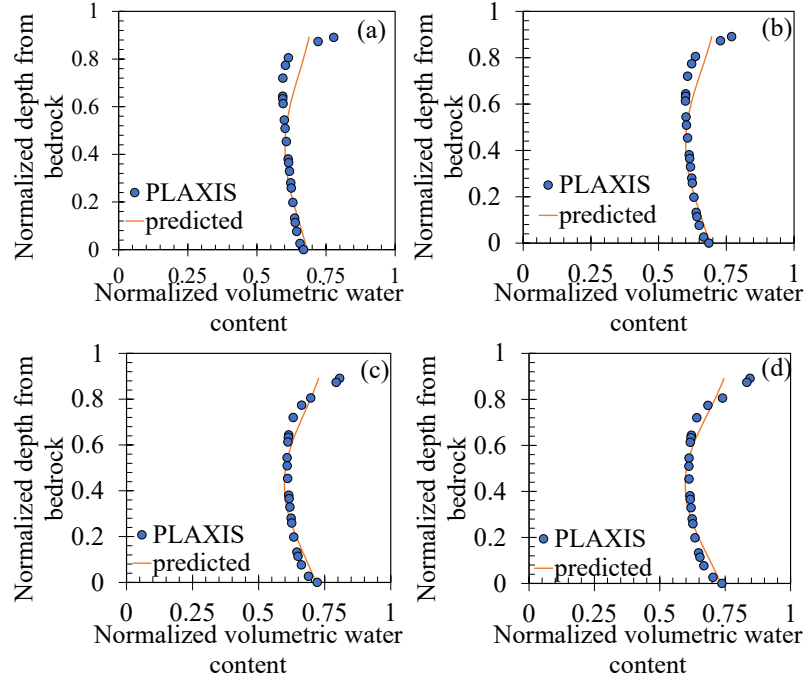 Normalized depth from
bedrock
1
0.8
0.6
0.4
0.2
0
(a)
PLAXIS
predicted
0
0.25
0.5
0.75
1
Normalized volumetric water
content
Normalized depth from
bedrock
1
0.8
0.6
0.4
0.2
0
(b)
PLAXIS
predicted
0
0.25
0.5
0.75
1
Normalized volumetric water
content
Normalized depth from
bedrock
1
0.8
0.6
0.4
0.2
0
(c)
PLAXIS
predicted
0
0.25
0.5
0.75
1
Normalized volumetric water
content
Normalized depth from
bedrock
1
0.8
0.6
0.4
0.2
0
(d)
PLAXIS
predicted
0
0.25
0.5
0.75
1
Normalized volumetric water
content